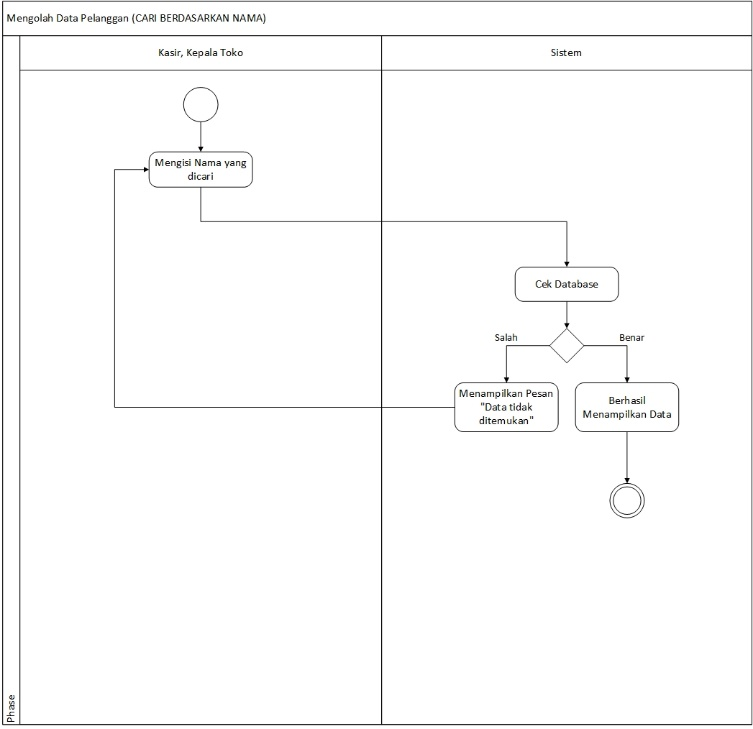 Mengolah Data Pelanggan (CARI BERDASARKAN NAMA)
Kasir, Kepala Toko
Sistem
Mengisi Nama yang
dicari
Cek Database
Salah
Benar
Menampilkan Pesan
"Data tidak
ditemukan"
Berhasil
Menampilkan Data
Phase